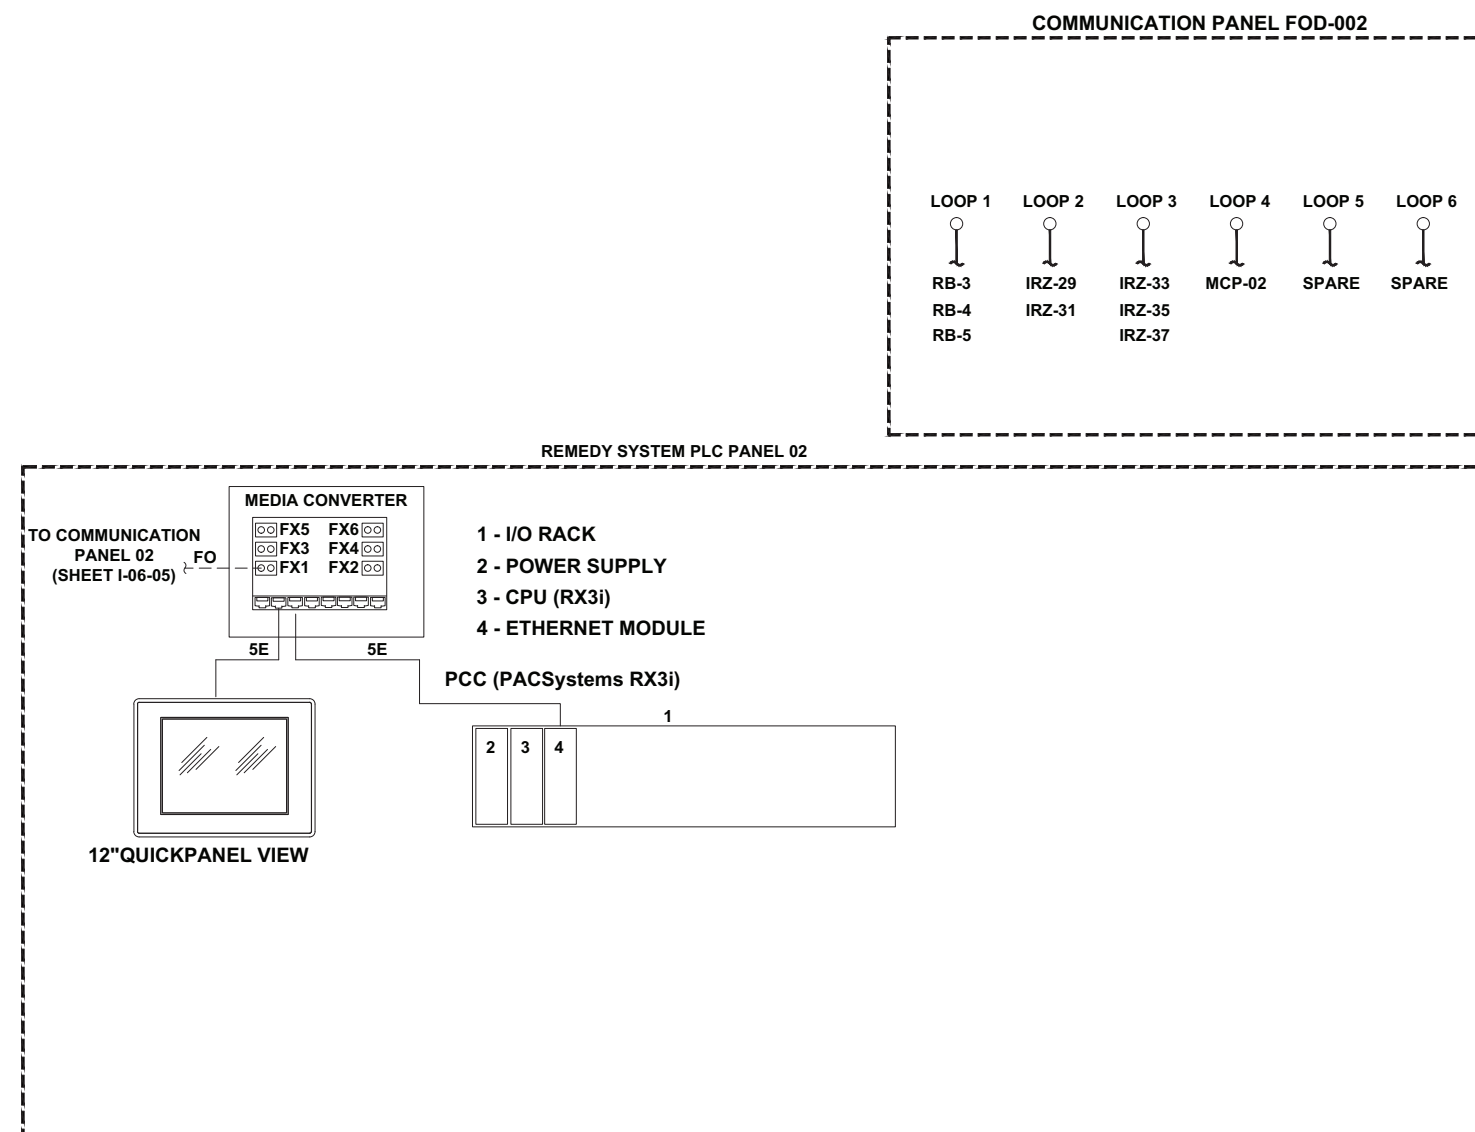 COMMUNICATION PANEL FOD-002
LOOP 1 LOOP 2 LOOP 3 LOOP 4 LOOP 5 LOOP 6
RB-3 IRZ-29 IRZ-33 MCP-02 SPARE SPARE
RB-4 IRZ-31 IRZ-35
RB-5 IRZ-37
REMEDY SYSTEM PLC PANEL 02
MEDIA CONVERTER
FX5 FX6
FX3 FX4
FX1 FX2
TO COMMUNICATION
PANEL 02
(SHEET I-06-05)
FO
1 - I/O RACK
2 - POWER SUPPLY
3 - CPU (RX3i)
4 - ETHERNET MODULE
5E 5E
PCC (PACSystems RX3i)
1
2 3 4
12"QUICKPANEL VIEW